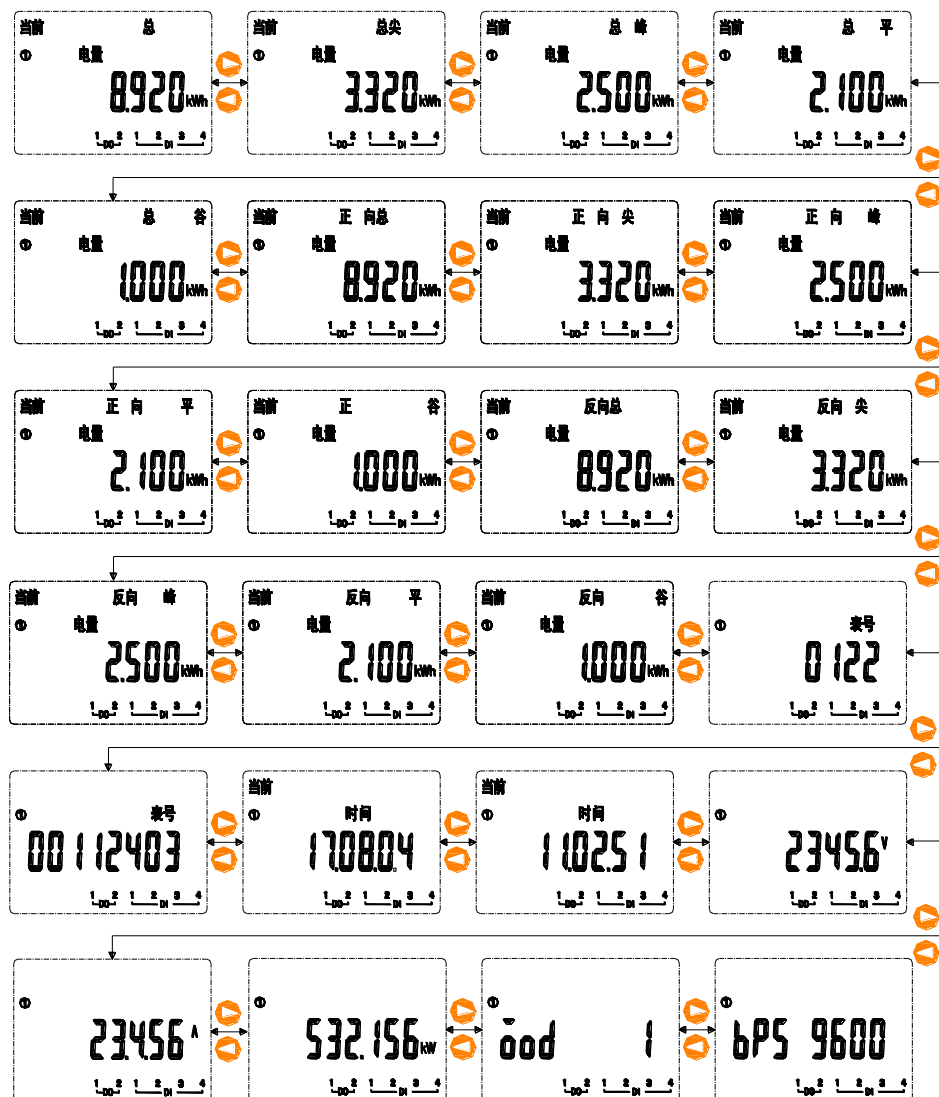 当前 总
① 电量
8.920kWh
1 DO 2 1 2 DI 3 4
当前 总尖
① 电量
3.320kWh
1 DO 2 1 2 DI 3 4
当前 总 峰
① 电量
2.500kWh
1 DO 2 1 2 DI 3 4
当前 总 平
① 电量
2.100kWh
1 DO 2 1 2 DI 3 4
当前 总 谷
① 电量
1.000kWh
1 DO 2 1 2 DI 3 4
当前 正 向总
① 电量
8.920kWh
1 DO 2 1 2 DI 3 4
当前 正 向 尖
① 电量
3.320kWh
1 DO 2 1 2 DI 3 4
当前 正 向 峰
① 电量
2.500kWh
1 DO 2 1 2 DI 3 4
当前 正 向 平
① 电量
2.100kWh
1 DO 2 1 2 DI 3 4
当前 正 谷
① 电量
1.000kWh
1 DO 2 1 2 DI 3 4
当前 反向总
① 电量
8.920kWh
1 DO 2 1 2 DI 3 4
当前 反向 尖
① 电量
3.320kWh
1 DO 2 1 2 DI 3 4
当前 反向 峰
① 电量
2.500kWh
1 DO 2 1 2 DI 3 4
当前 反向 平
① 电量
2.100kWh
1 DO 2 1 2 DI 3 4
当前 反向 谷
① 电量
1.000kWh
1 DO 2 1 2 DI 3 4
① 表号
0122
1 DO 2 1 2 DI 3 4
① 表号
00112403
1 DO 2 1 2 DI 3 4
当前
① 时间
17.08.04
1 DO 2 1 2 DI 3 4
当前
① 时间
11.02.51
1 DO 2 1 2 DI 3 4
①
2345.6 V
1 DO 2 1 2 DI 3 4
①
23.456 A
1 DO 2 1 2 DI 3 4
①
532.156kW
1 DO 2 1 2 DI 3 4
①
ōod 1
1 DO 2 1 2 DI 3 4
①
bPS 9600
1 DO 2 1 2 DI 3 4